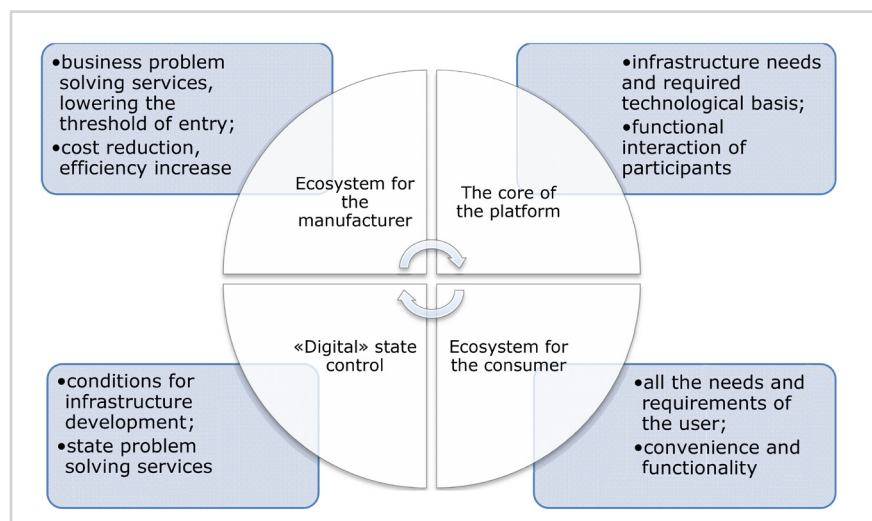 •business problem
solving services,
lowering the
threshold of entry;
•cost reduction,
efficiency increase
Ecosystem for
the
manufacturer
•infrastructure needs
and required
technological basis;
•functional
interaction of
participants
The core of
the platform
«Digital» state
control
•conditions for
infrastructure
development;
•state problem
solving services
Ecosystem for
the consumer
•all the needs and
requirements of
the user;
•convenience and
functionality